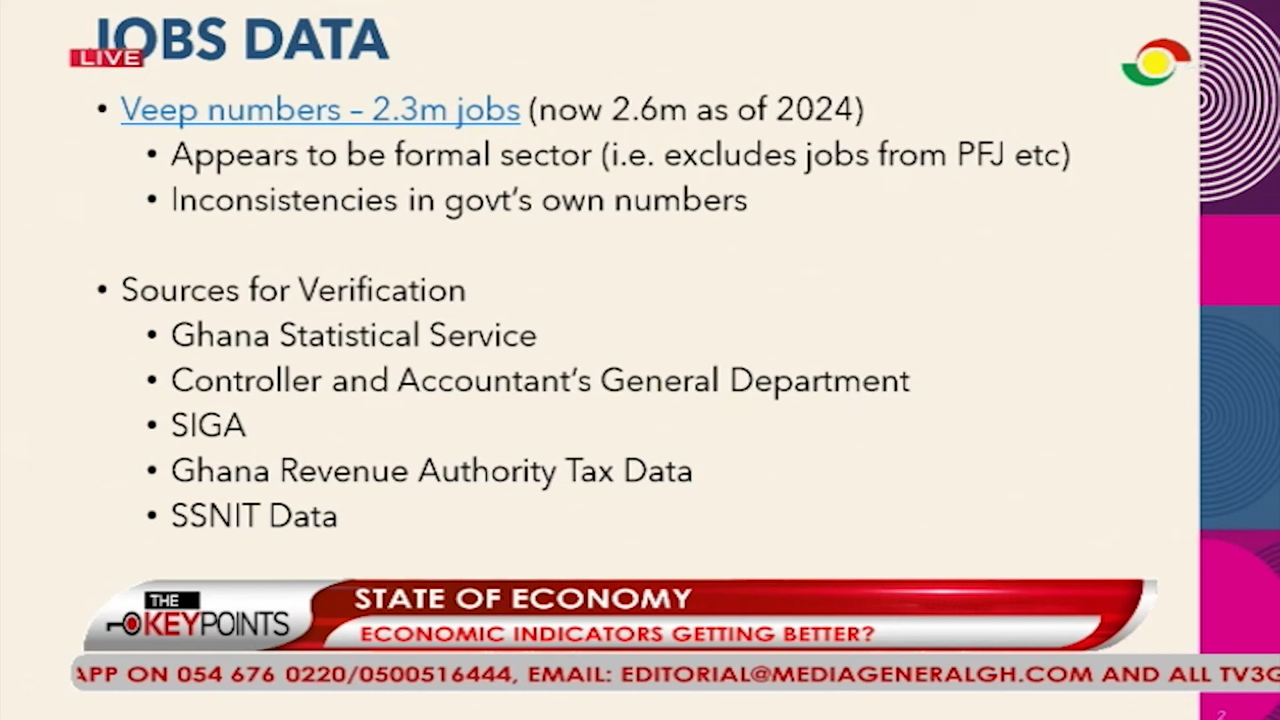 JOBS DATA
LIVE
• Veep numbers – 2.3m jobs (now 2.6m as of 2024)
• Appears to be formal sector (i.e. excludes jobs from PFJ etc)
• Inconsistencies in govt's own numbers
• Sources for Verification
• Ghana Statistical Service
• Controller and Accountant's General Department
• SIGA
• Ghana Revenue Authority Tax Data
• SSNIT Data
THE
KEYPOINTS
STATE OF ECONOMY
ECONOMIC INDICATORS GETTING BETTER?
APP ON 054 676 0220/0500516444, EMAIL: EDITORIAL@MEDIAGENERALGH.COM AND ALL TV3G
2